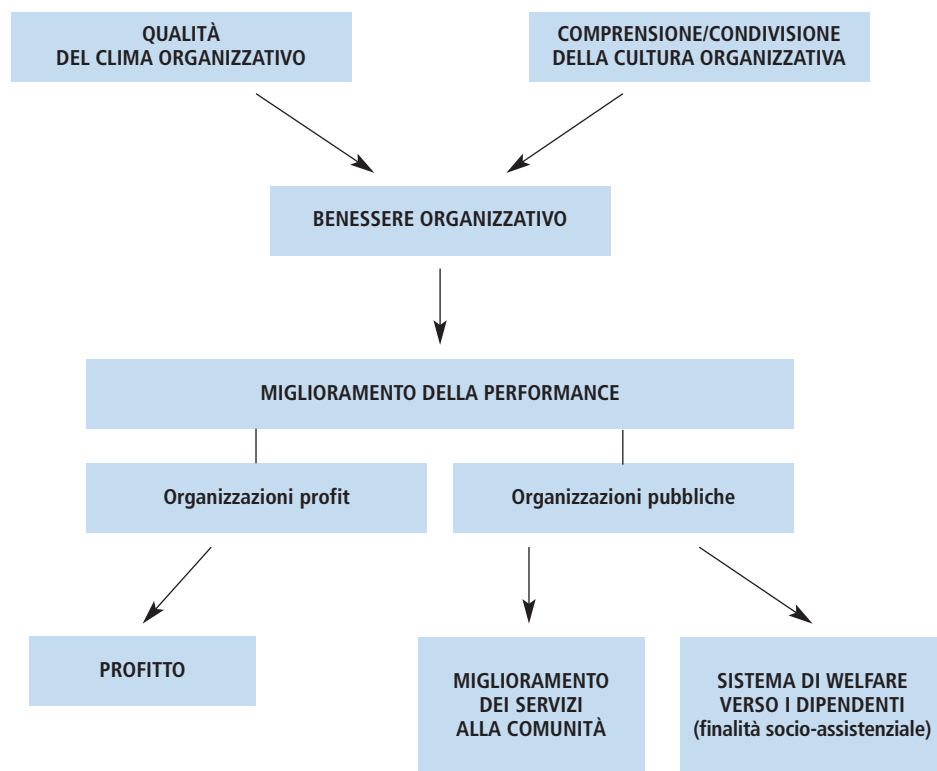 QUALITÀ
DEL CLIMA ORGANIZZATIVO
COMPRENSIONE/CONDIVISIONE
DELLA CULTURA ORGANIZZATIVA
BENESSERE ORGANIZZATIVO
MIGLIORAMENTO DELLA PERFORMANCE
Organizzazioni profit
Organizzazioni pubbliche
PROFITTO
MIGLIORAMENTO
DEI SERVIZI
ALLA COMUNITÀ
SISTEMA DI WELFARE
VERSO I DIPENDENTI
(finalità socio-assistenziale)